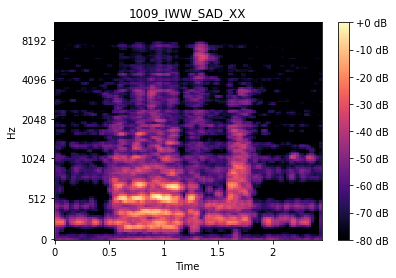 1009_IWW_SAD_XX
8192
4096
2048
1024
512
0
Hz
0
0.5
1
1.5
2
Time
+0 dB
-10 dB
-20 dB
-30 dB
-40 dB
-50 dB
-60 dB
-70 dB
-80 dB